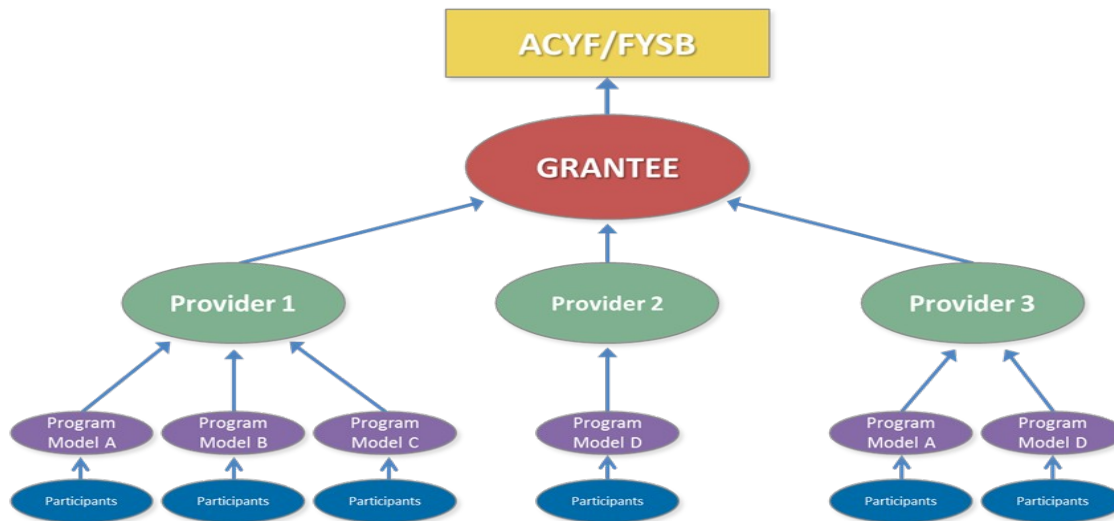 ACYF/FYSB
GRANTEE
Provider 1
Provider 2
Provider 3
Program
Model A
Program
Model B
Program
Model C
Program
Model D
Program
Model A
Program
Model D
Participants
Participants
Participants
Participants
Participants
Participants